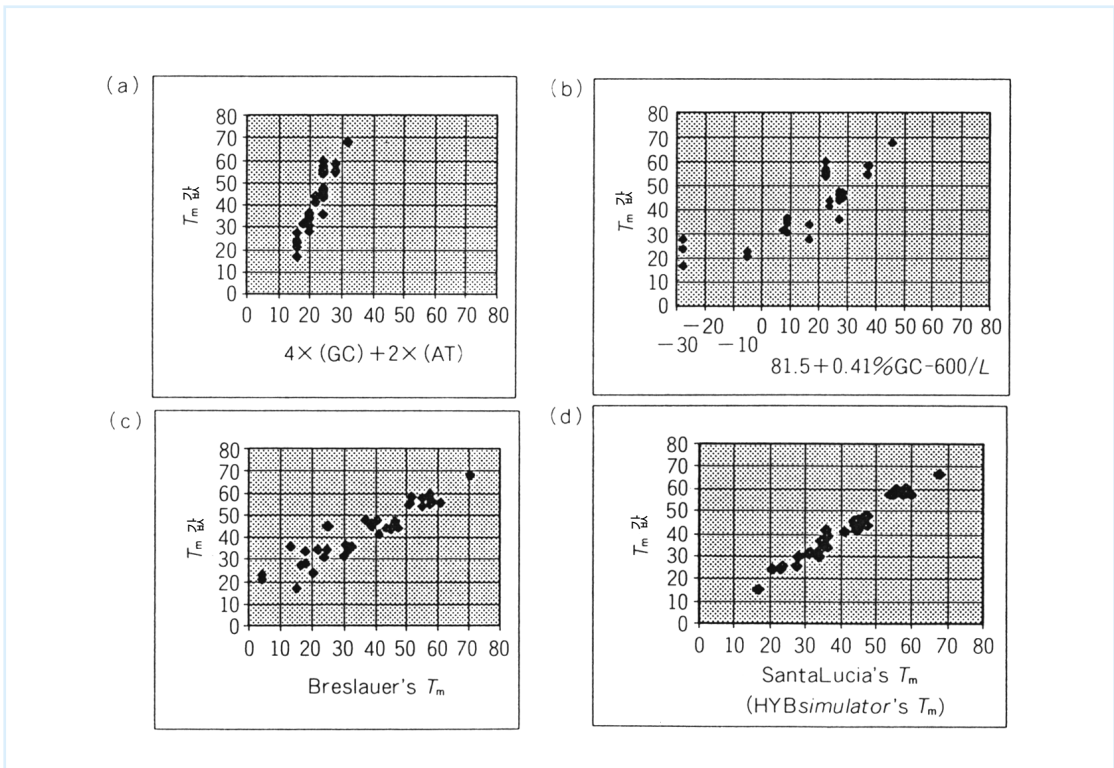 (a)
80
70
60
50
40
30
20
10
0
Tm 값
0 10 20 30 40 50 60 70 80
4×(GC)+2×(AT)
(b)
80
70
60
50
40
30
20
10
0
Tm 값
−20 0 10 20 30 40 50 60 70 80
−30 −10
81.5+0.41%GC-600/L
(c)
80
70
60
50
40
30
20
10
0
Tm 값
0 10 20 30 40 50 60 70 80
Breslauer's Tm
(d)
80
70
60
50
40
30
20
10
0
Tm 값
0 10 20 30 40 50 60 70 80
SantaLucia's Tm
(HYBsimulator's Tm)